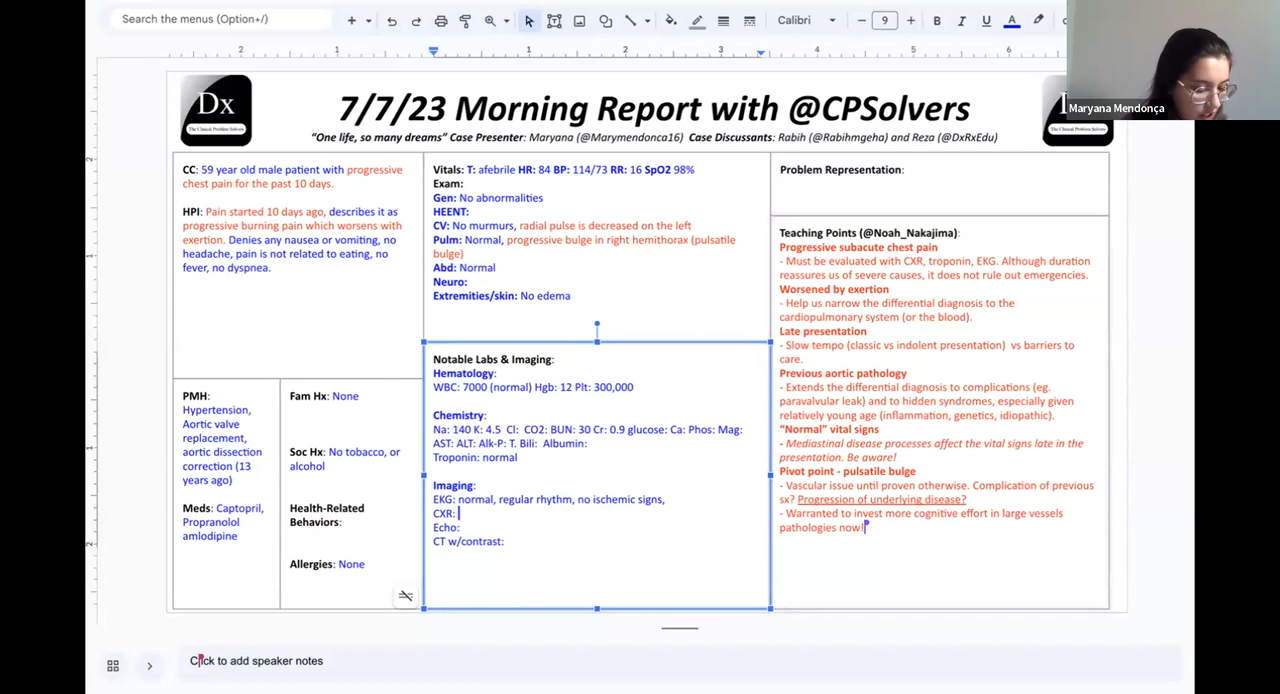 Search the menus (Option+/)
Calibri
9
B I U A
2 1 1 2 3 4 5 6
Maryana Mendonça
Dx
The Clinical Problem Solvers
7/7/23 Morning Report with @CPSolvers
“One life, so many dreams” Case Presenter: Maryana (@Marymendonca16) Case Discussants: Rabih (@Rabihmgeha) and Reza (@DxRxEdu)
CC: 59 year old male patient with progressive
chest pain for the past 10 days.
HPI: Pain started 10 days ago, describes it as
progressive burning pain which worsens with
exertion. Denies any nausea or vomiting, no
headache, pain is not related to eating, no
fever, no dyspnea.
PMH:
Hypertension,
Aortic valve
replacement,
aortic dissection
correction (13
years ago)
Meds: Captopril,
Propranolol
amlodipine
Fam Hx: None
Soc Hx: No tobacco, or
alcohol
Health-Related
Behaviors:
Allergies: None
Vitals: T: afebrile HR: 84 BP: 114/73 RR: 16 SpO2 98%
Exam:
Gen: No abnormalities
HEENT:
CV: No murmurs, radial pulse is decreased on the left
Pulm: Normal, progressive bulge in right hemithorax (pulsatile
bulge)
Abd: Normal
Neuro:
Extremities/skin: No edema
Notable Labs & Imaging:
Hematology:
WBC: 7000 (normal) Hgb: 12 Plt: 300,000
Chemistry:
Na: 140 K: 4.5 Cl: CO2: BUN: 30 Cr: 0.9 glucose: Ca: Phos: Mg:
AST: ALT: Alk-P: T. Bili: Albumin:
Troponin: normal
Imaging:
EKG: normal, regular rhythm, no ischemic signs,
CXR:
Echo:
CT w/contrast:
Problem Representation:
Teaching Points (@Noah_Nakajima):
Progressive subacute chest pain
- Must be evaluated with CXR, troponin, EKG. Although duration
reassures us of severe causes, it does not rule out emergencies.
Worsened by exertion
- Help us narrow the differential diagnosis to the
cardiopulmonary system (or the blood).
Late presentation
- Slow tempo (classic vs indolent presentation) vs barriers to
care.
Previous aortic pathology
- Extends the differential diagnosis to complications (eg.
paravalvular leak) and to hidden syndromes, especially given
relatively young age (inflammation, genetics, idiopathic).
“Normal” vital signs
- Mediastinal disease processes affect the vital signs late in the
presentation. Be aware!
Pivot point - pulsatile bulge
- Vascular issue until proven otherwise. Complication of previous
sx? Progression of underlying disease?
- Warranted to invest more cognitive effort in large vessels
pathologies now!
Click to add speaker notes